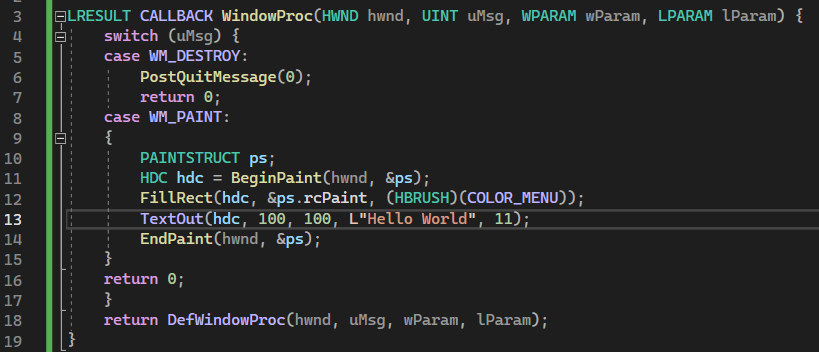 3 LRESULT CALLBACK WindowProc(HWND hwnd, UINT uMsg, WPARAM wParam, LPARAM lParam) {
4 switch (uMsg) {
5 case WM_DESTROY:
6 PostQuitMessage(0);
7 return 0;
8 case WM_PAINT:
9 {
10 PAINTSTRUCT ps;
11 HDC hdc = BeginPaint(hwnd, &ps);
12 FillRect(hdc, &ps.rcPaint, (HBRUSH)(COLOR_MENU));
13 TextOut(hdc, 100, 100, L"Hello World", 11);
14 EndPaint(hwnd, &ps);
15 }
16 return 0;
17 }
18 return DefWindowProc(hwnd, uMsg, wParam, lParam);
19 }